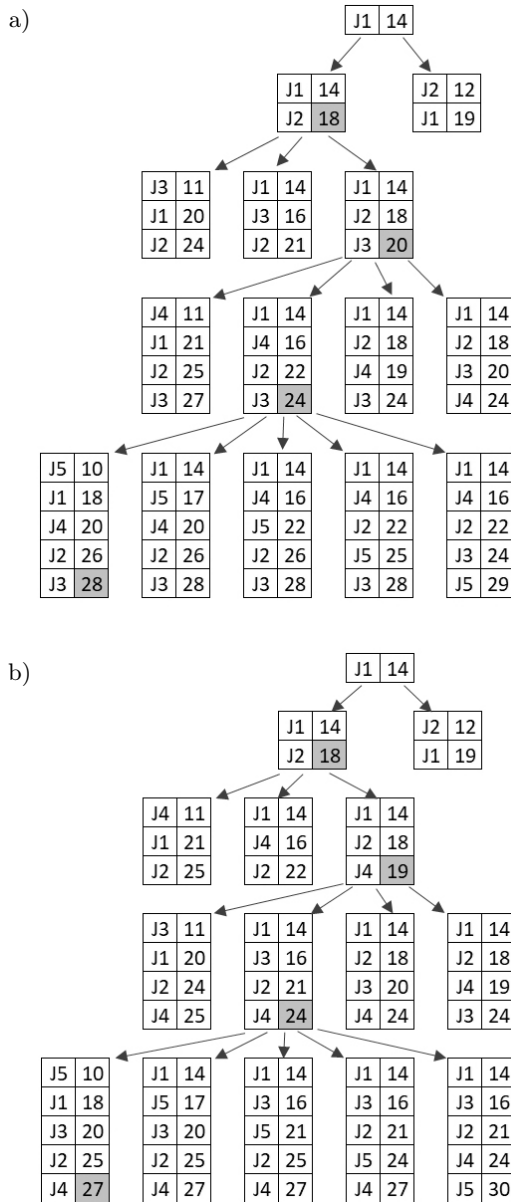 a)
J1 14
J1 14 J2 12
J2 18 J1 19
J3 11 J1 14 J1 14
J1 20 J3 16 J2 18
J2 24 J2 21 J3 20
J4 11 J1 14 J1 14 J1 14
J1 21 J4 16 J2 18 J2 18
J2 25 J2 22 J4 19 J3 20
J3 27 J3 24 J3 24 J4 24
J5 10 J1 14 J1 14 J1 14 J1 14
J1 18 J5 17 J4 16 J4 16 J4 16
J4 20 J4 20 J5 22 J2 22 J2 22
J2 26 J2 26 J2 26 J5 25 J3 24
J3 28 J3 28 J3 28 J3 28 J5 29
b)
J1 14
J1 14 J2 12
J2 18 J1 19
J4 11 J1 14 J1 14
J1 21 J4 16 J2 18
J2 25 J2 22 J4 19
J3 11 J1 14 J1 14 J1 14
J1 20 J3 16 J2 18 J2 18
J2 24 J2 21 J3 20 J4 19
J4 25 J4 24 J4 24 J3 24
J5 10 J1 14 J1 14 J1 14 J1 14
J1 18 J5 17 J3 16 J3 16 J3 16
J3 20 J3 20 J5 21 J2 21 J2 21
J2 25 J2 25 J2 25 J5 24 J4 24
J4 27 J4 27 J4 27 J4 27 J5 30